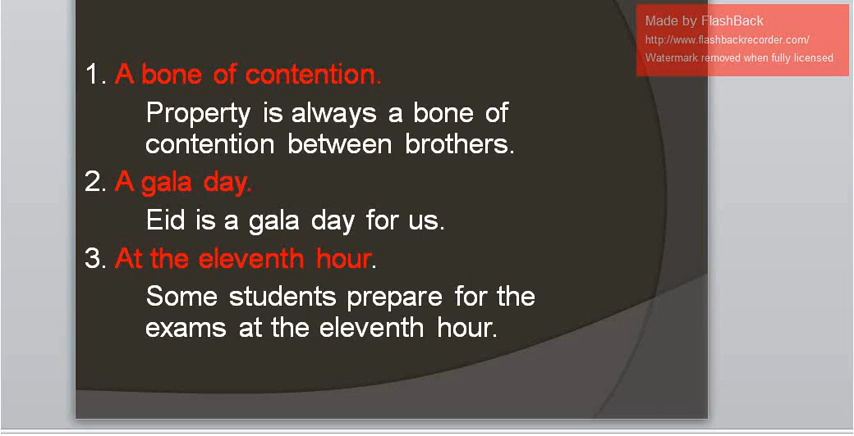 Made by FlashBack
http://www.flashbackrecorder.com/
Watermark removed when fully licensed
1. A bone of contention.
Property is always a bone of
contention between brothers.
2. A gala day.
Eid is a gala day for us.
3. At the eleventh hour.
Some students prepare for the
exams at the eleventh hour.